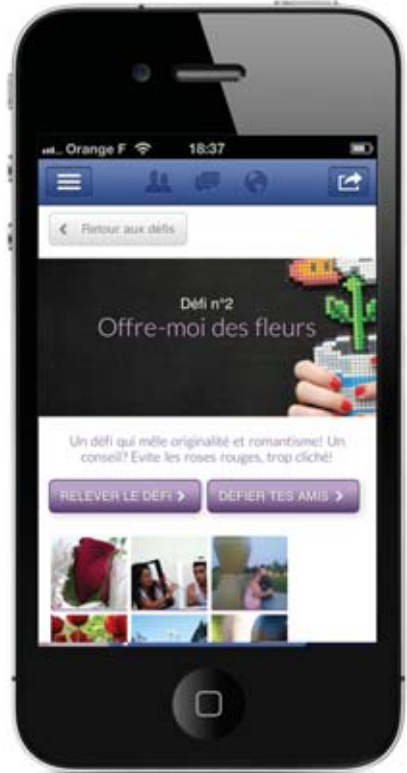 Orange F 18:37
Retour aux défis
Défi n°2
Offre-moi des fleurs
Un défi qui mêle originalité et romantisme! Un
conseil? Evite les roses rouges, trop cliché!
RELEVER LE DÉFI
DÉFIER TES AMIS